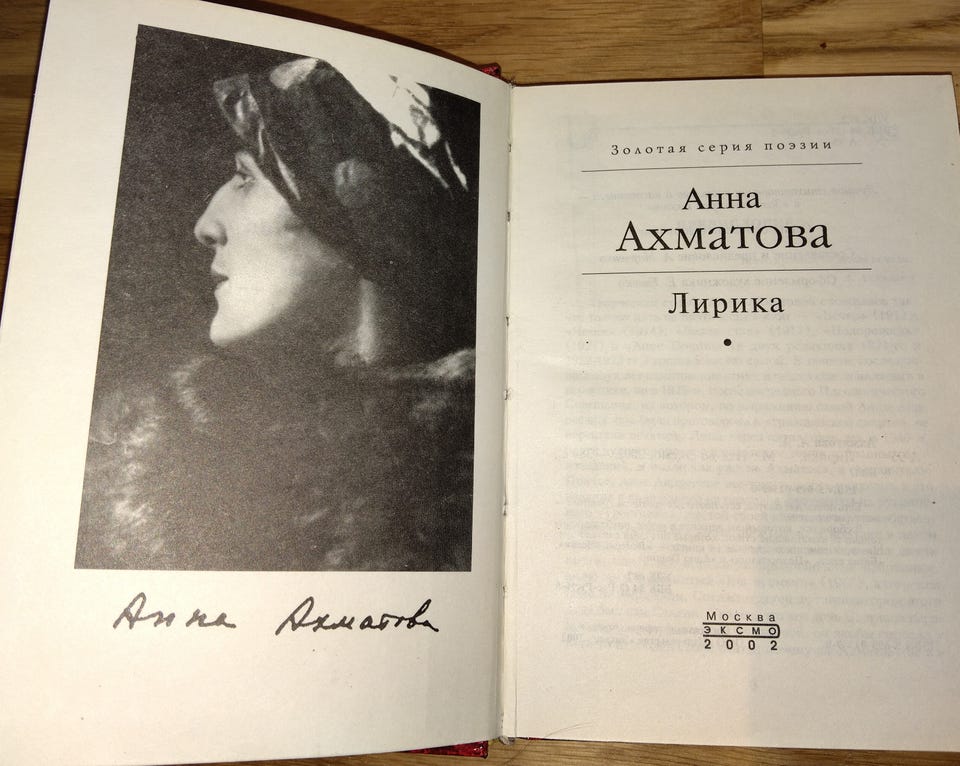 Анна Ахматова
Золотая серия поэзии
Анна
Ахматова
Лирика
Москва
ЭКСМО
2002